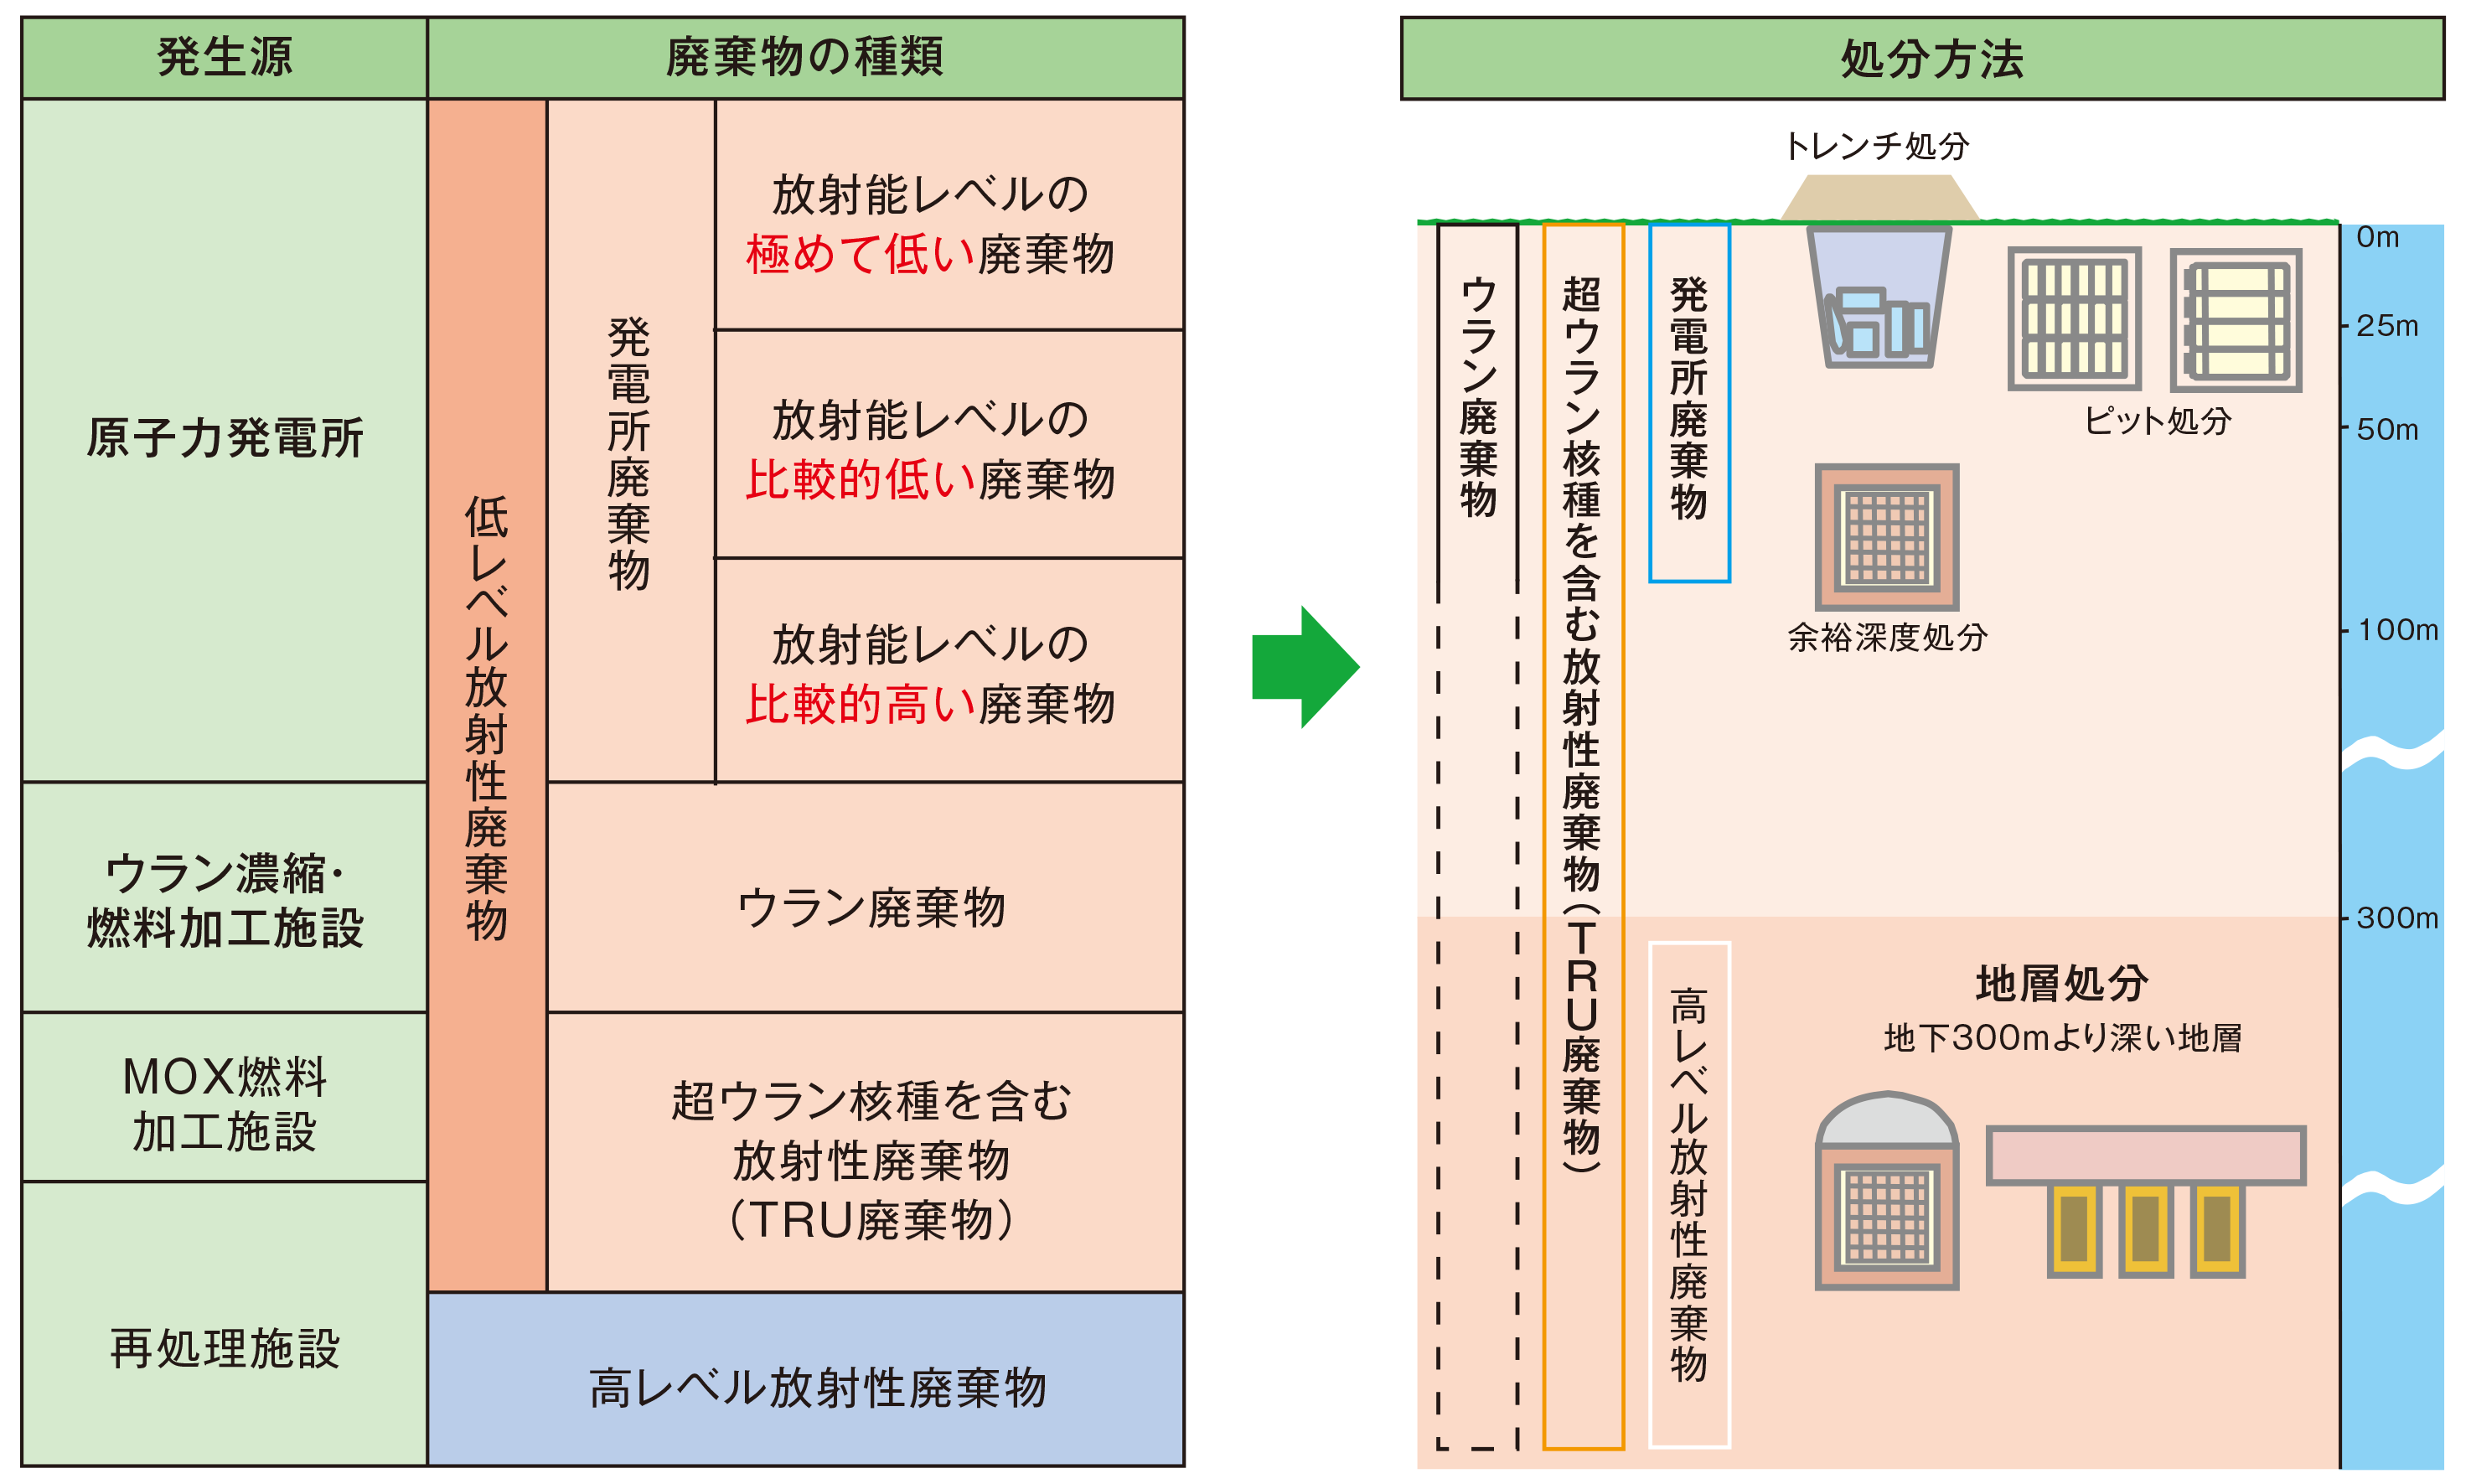 発生源
廃棄物の種類
原子力発電所
低レベル放射性廃棄物
発電所廃棄物
放射能レベルの
極めて低い廃棄物
放射能レベルの
比較的低い廃棄物
放射能レベルの
比較的高い廃棄物
ウラン濃縮・
燃料加工施設
ウラン廃棄物
MOX燃料
加工施設
超ウラン核種を含む
放射性廃棄物
（TRU廃棄物）
再処理施設
高レベル放射性廃棄物
処分方法
トレンチ処分
ウラン廃棄物
超ウラン核種を含む放射性廃棄物（TRU廃棄物）
発電所廃棄物
ピット処分
余裕深度処分
0m
25m
50m
100m
300m
高レベル放射性廃棄物
地層処分
地下300mより深い地層